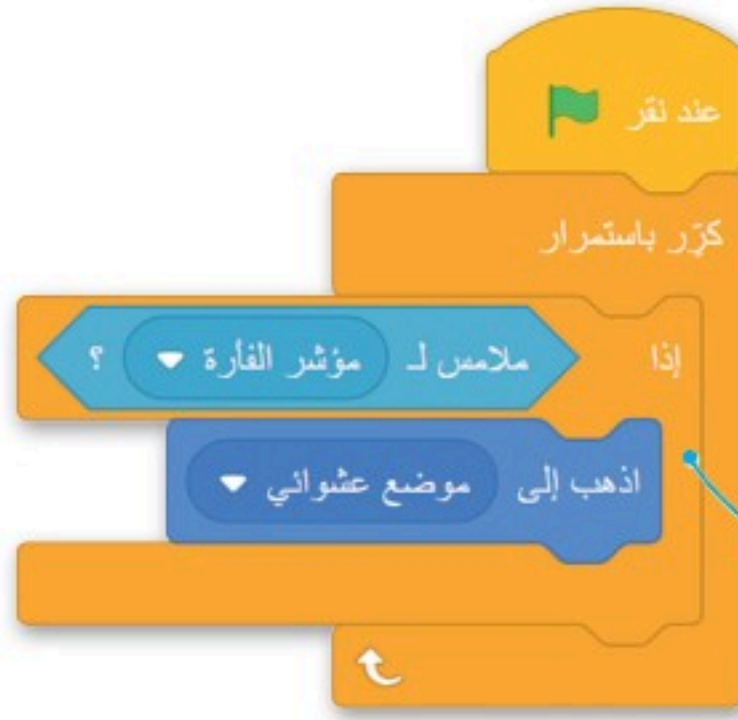 عند نقر
كرّر باستمرار
إذا ملامس لـ مؤشر الفأرة ؟
اذهب إلى موضع عشوائي